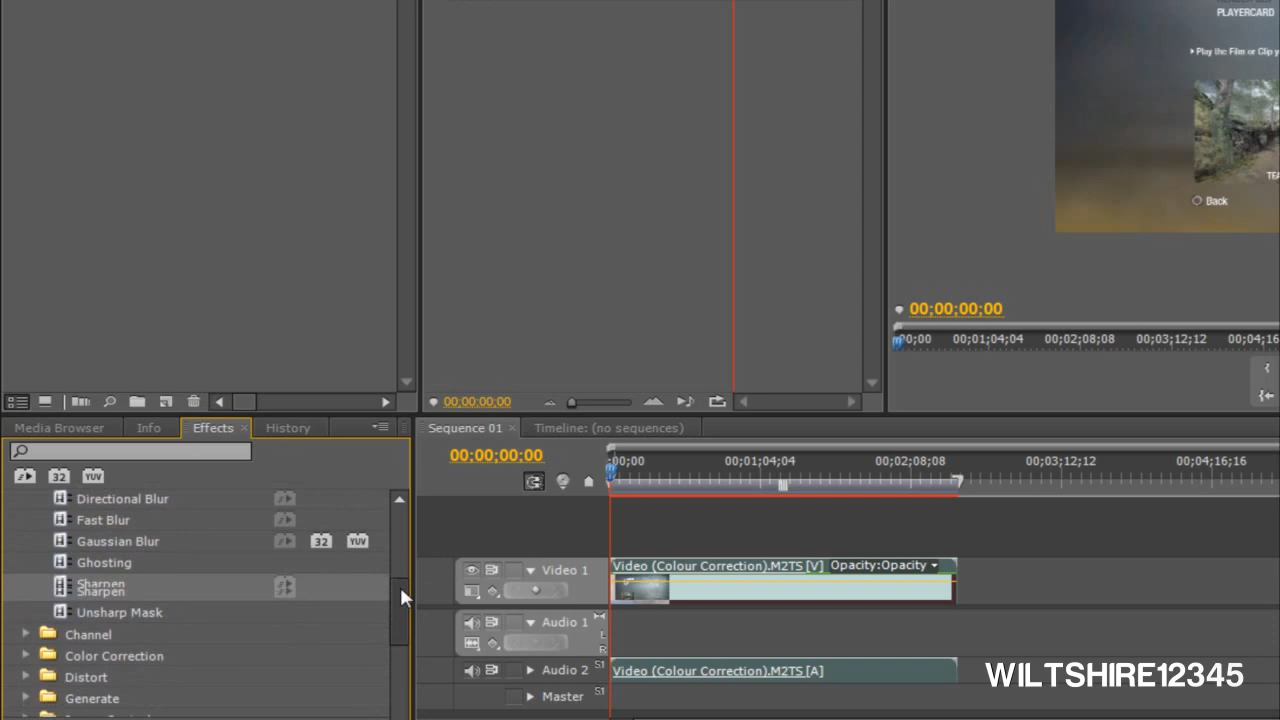 PLAYERCARD
Play the Film or Clip y
TEA
Back
00;00;00;00
00;00 00;01;04;04 00;02;08;08 00;03;12;12 00;04;16
00;00;00;00
Media Browser Info Effects × History
Sequence 01 × Timeline: (no sequences)
00;00;00;00
;00;00 00;01;04;04 00;02;08;08 00;03;12;12 00;04;16;16
32 YUV
Directional Blur
Fast Blur
Gaussian Blur 32 YUV
Ghosting
Sharpen
Sharpen
Unsharp Mask
Channel
Color Correction
Distort
Generate
Video 1
Video (Colour Correction).M2TS [V] Opacity:Opacity
Audio 1
L
R
Audio 2
Video (Colour Correction).M2TS [A]
Master
WILTSHIRE12345